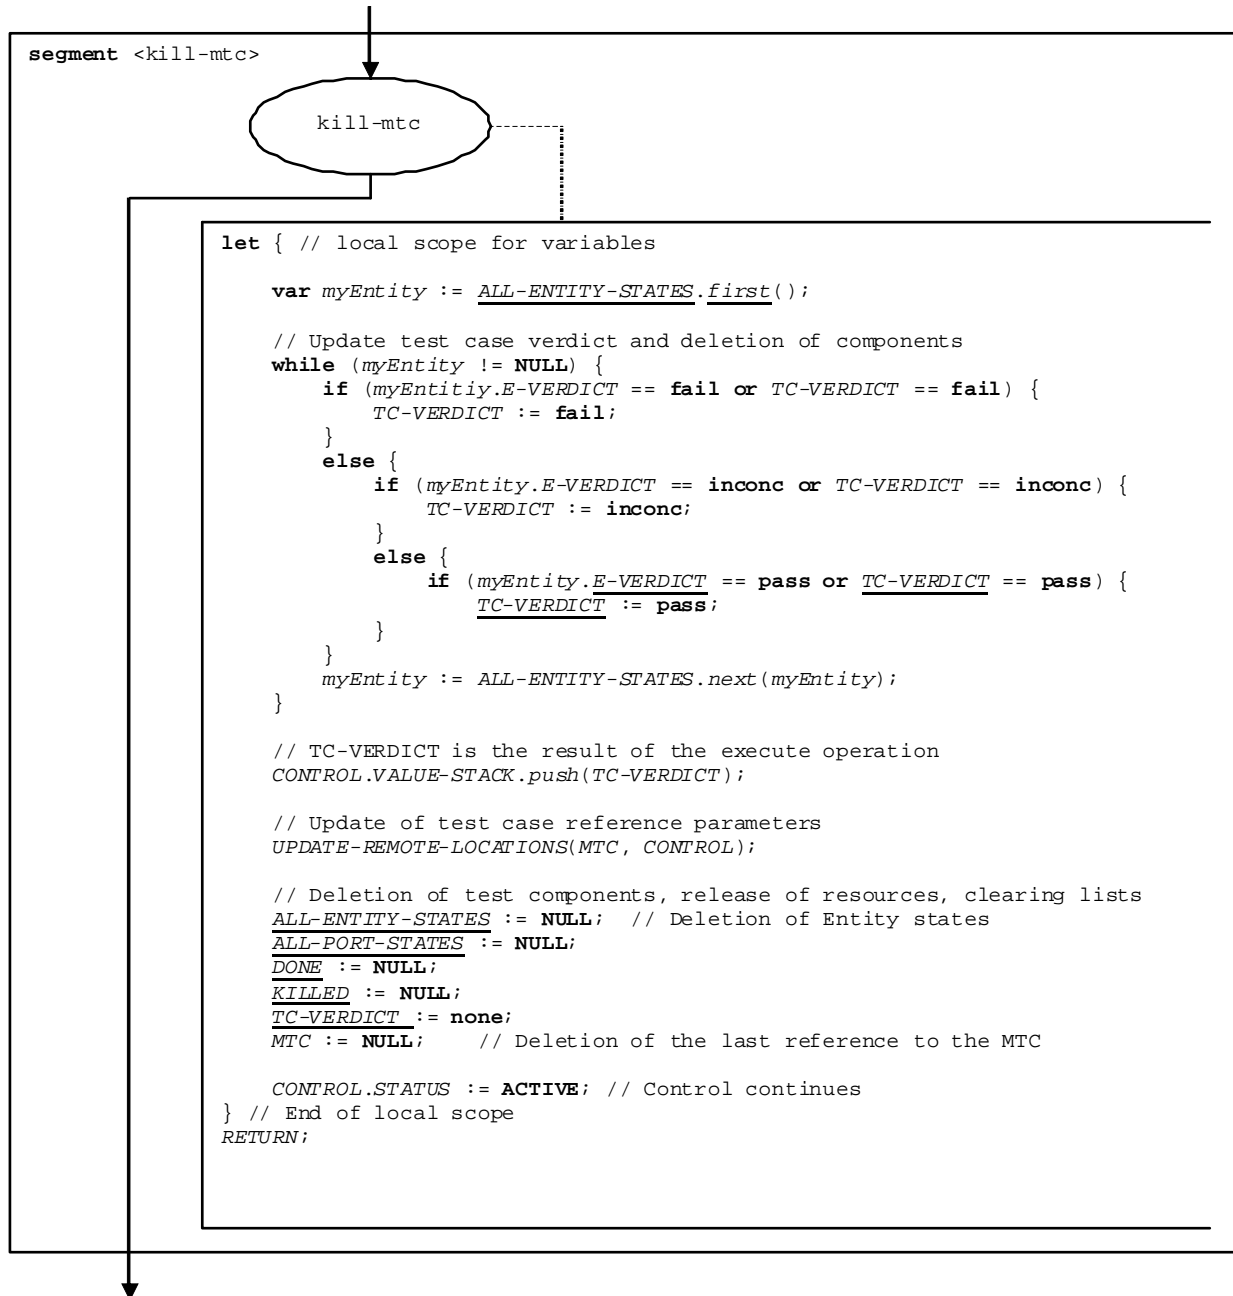 segment <kill-mtc>
kill-mtc
let { // local scope for variables
var myEntity := ALL-ENTITY-STATES.first();
// Update test case verdict and deletion of components
while (myEntity != NULL) {
if (myEntitiy.E-VERDICT == fail or TC-VERDICT == fail) {
TC-VERDICT := fail;
}
else {
if (myEntity.E-VERDICT == inconc or TC-VERDICT == inconc) {
TC-VERDICT := inconc;
}
else {
if (myEntity.E-VERDICT == pass or TC-VERDICT == pass) {
TC-VERDICT := pass;
}
}
myEntity := ALL-ENTITY-STATES.next(myEntity);
}
// TC-VERDICT is the result of the execute operation
CONTROL.VALUE-STACK.push(TC-VERDICT);
// Update of test case reference parameters
UPDATE-REMOTE-LOCATIONS(MTC, CONTROL);
// Deletion of test components, release of resources, clearing lists
ALL-ENTITY-STATES := NULL; // Deletion of Entity states
ALL-PORT-STATES := NULL;
DONE := NULL;
KILLED := NULL;
TC-VERDICT := none;
MTC := NULL; // Deletion of the last reference to the MTC
CONTROL.STATUS := ACTIVE; // Control continues
} // End of local scope
RETURN;